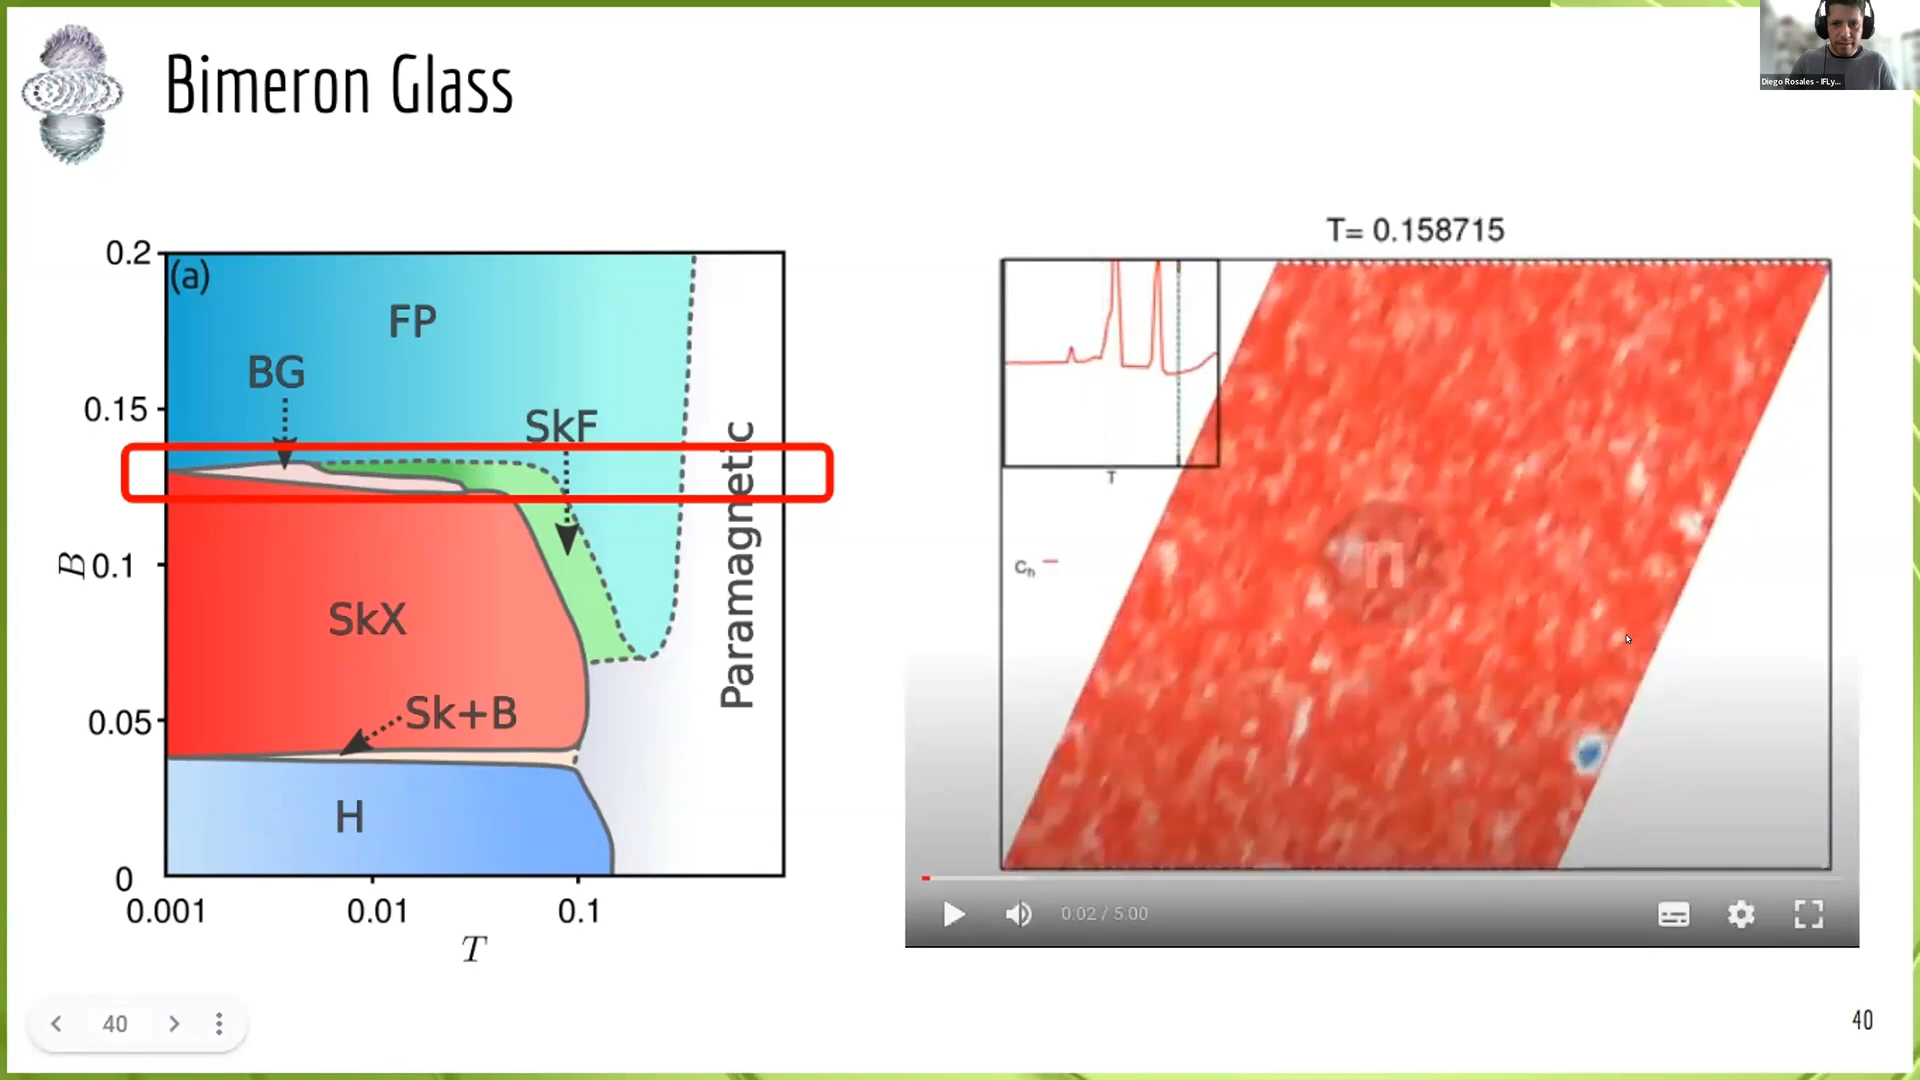 Bimeron Glass
Diego Rosales - IFLy...
(a)
FP
BG
SkF
SkX
Sk+B
H
Paramagnetic
B
0.2
0.15
0.1
0.05
0
0.001
0.01
0.1
T
T= 0.158715
T
Ch
n
0:02 / 5:00
40
40